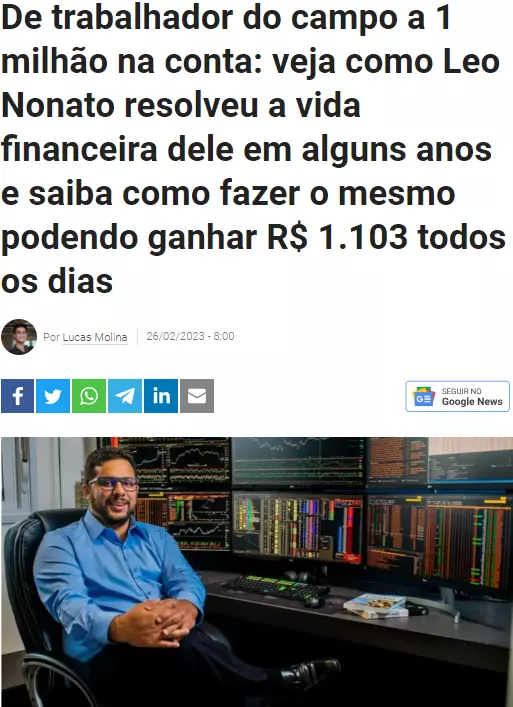 De trabalhador do campo a 1
milhão na conta: veja como Leo
Nonato resolveu a vida
financeira dele em alguns anos
e saiba como fazer o mesmo
podendo ganhar R$ 1.103 todos
os dias
Por Lucas Molina
26/02/2023 - 8:00
SEGUIR NO
Google News